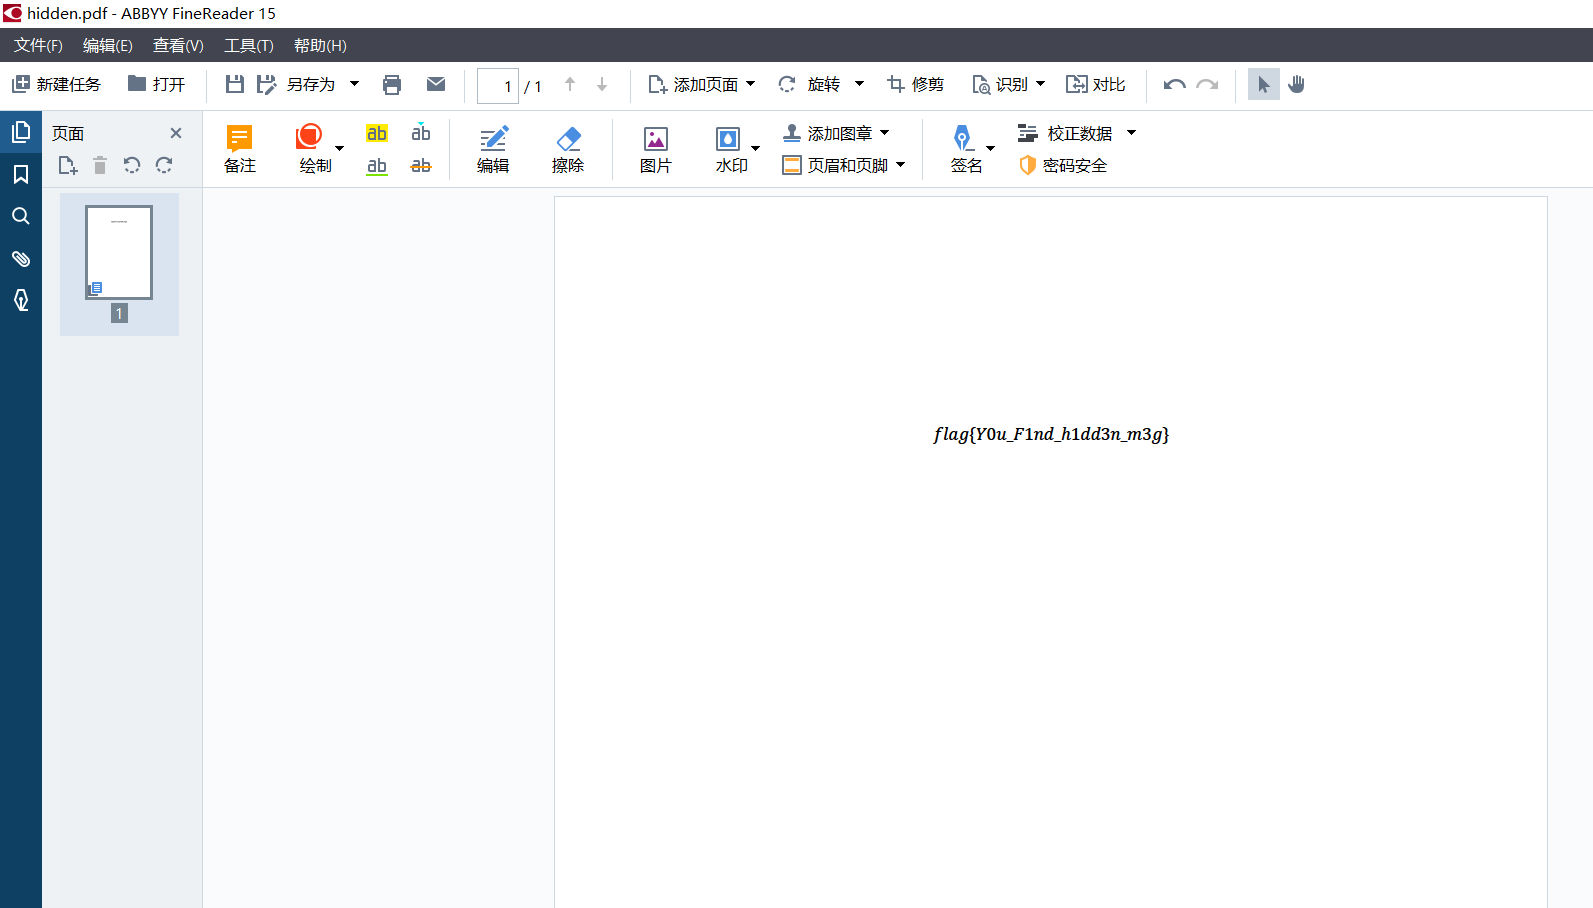 hidden.pdf - ABBYY FineReader 15
文件(F) 编辑(E) 查看(V) 工具(T) 帮助(H)
新建任务 打开 另存为 1 / 1 添加页面 旋转 修剪 识别 对比
页面
备注 绘制 ab ab ab ab 编辑 擦除 图片 水印 添加图章 页眉和页脚 签名 校正数据 密码安全
1
flag{Y0u_F1nd_h1dd3n_m3g}